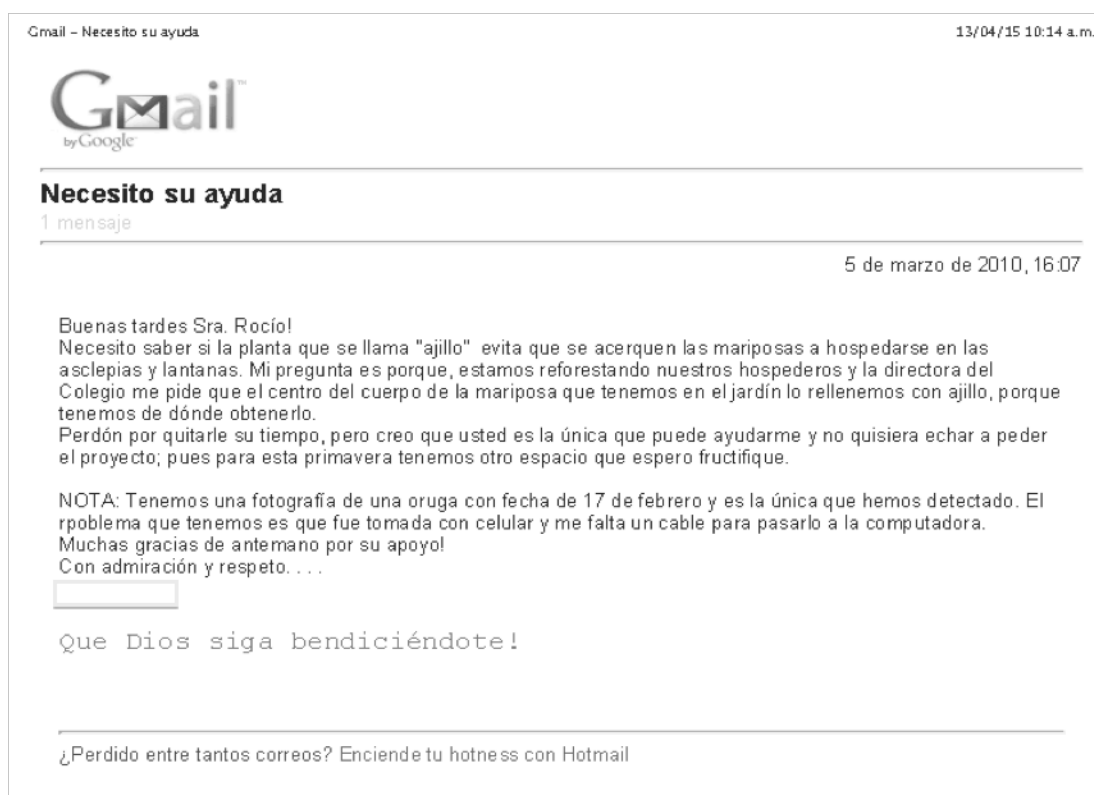 Gmail – Necesito su ayuda
13/04/15 10:14 a.m.
Gmail™
by Google™
Necesito su ayuda
1 mensaje
5 de marzo de 2010, 16:07
Buenas tardes Sra. Rocío!
Necesito saber si la planta que se llama "ajillo"  evita que se acerquen las mariposas a hospedarse en las
asclepias y lantanas. Mi pregunta es porque, estamos reforestando nuestros hospederos y la directora del
Colegio me pide que el centro del cuerpo de la mariposa que tenemos en el jardín lo rellenemos con ajillo, porque
tenemos de dónde obtenerlo.
Perdón por quitarle su tiempo, pero creo que usted es la única que puede ayudarme y no quisiera echar a peder
el proyecto; pues para esta primavera tenemos otro espacio que espero fructifique.
NOTA: Tenemos una fotografía de una oruga con fecha de 17 de febrero y es la única que hemos detectado. El
rpoblema que tenemos es que fue tomada con celular y me falta un cable para pasarlo a la computadora.
Muchas gracias de antemano por su apoyo!
Con admiración y respeto. . . .
Que Dios siga bendiciéndote!
¿Perdido entre tantos correos? Enciende tu hotness con Hotmail